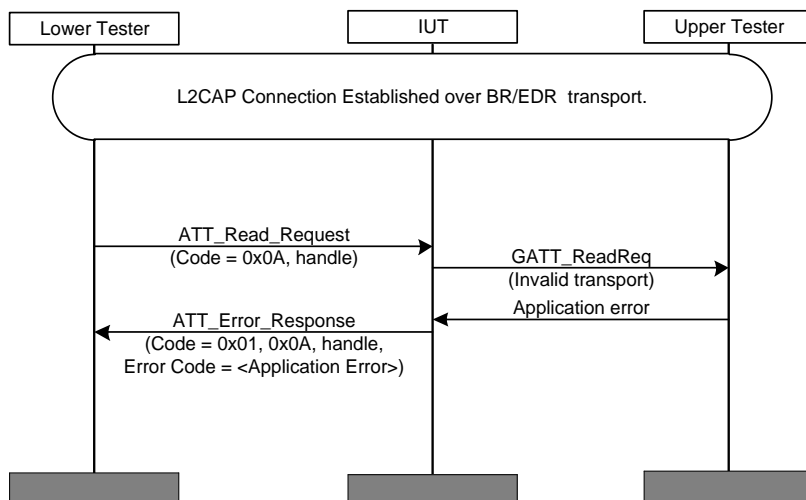 Lower Tester
IUT
Upper Tester
L2CAP Connection Established over BR/EDR transport.
ATT_Read_Request
(Code = 0x0A, handle)
GATT_ReadReq
(Invalid transport)
Application error
ATT_Error_Response
(Code = 0x01, 0x0A, handle,
Error Code = <Application Error>)